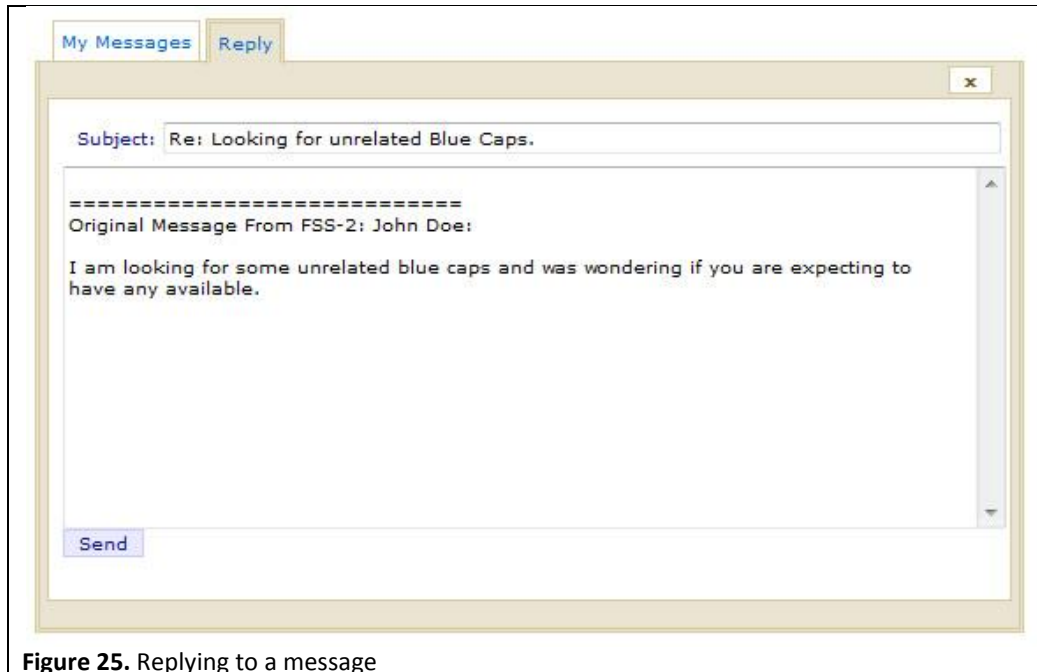 My Messages Reply
x
Subject: Re: Looking for unrelated Blue Caps.
============================
Original Message From FSS-2: John Doe:
I am looking for some unrelated blue caps and was wondering if you are expecting to
have any available.
Send
Figure 25. Replying to a message